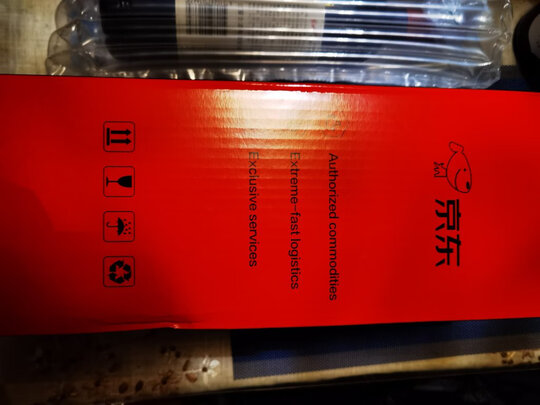 京东
Authorized commodities
Extreme-fast logistics
Exclusive services